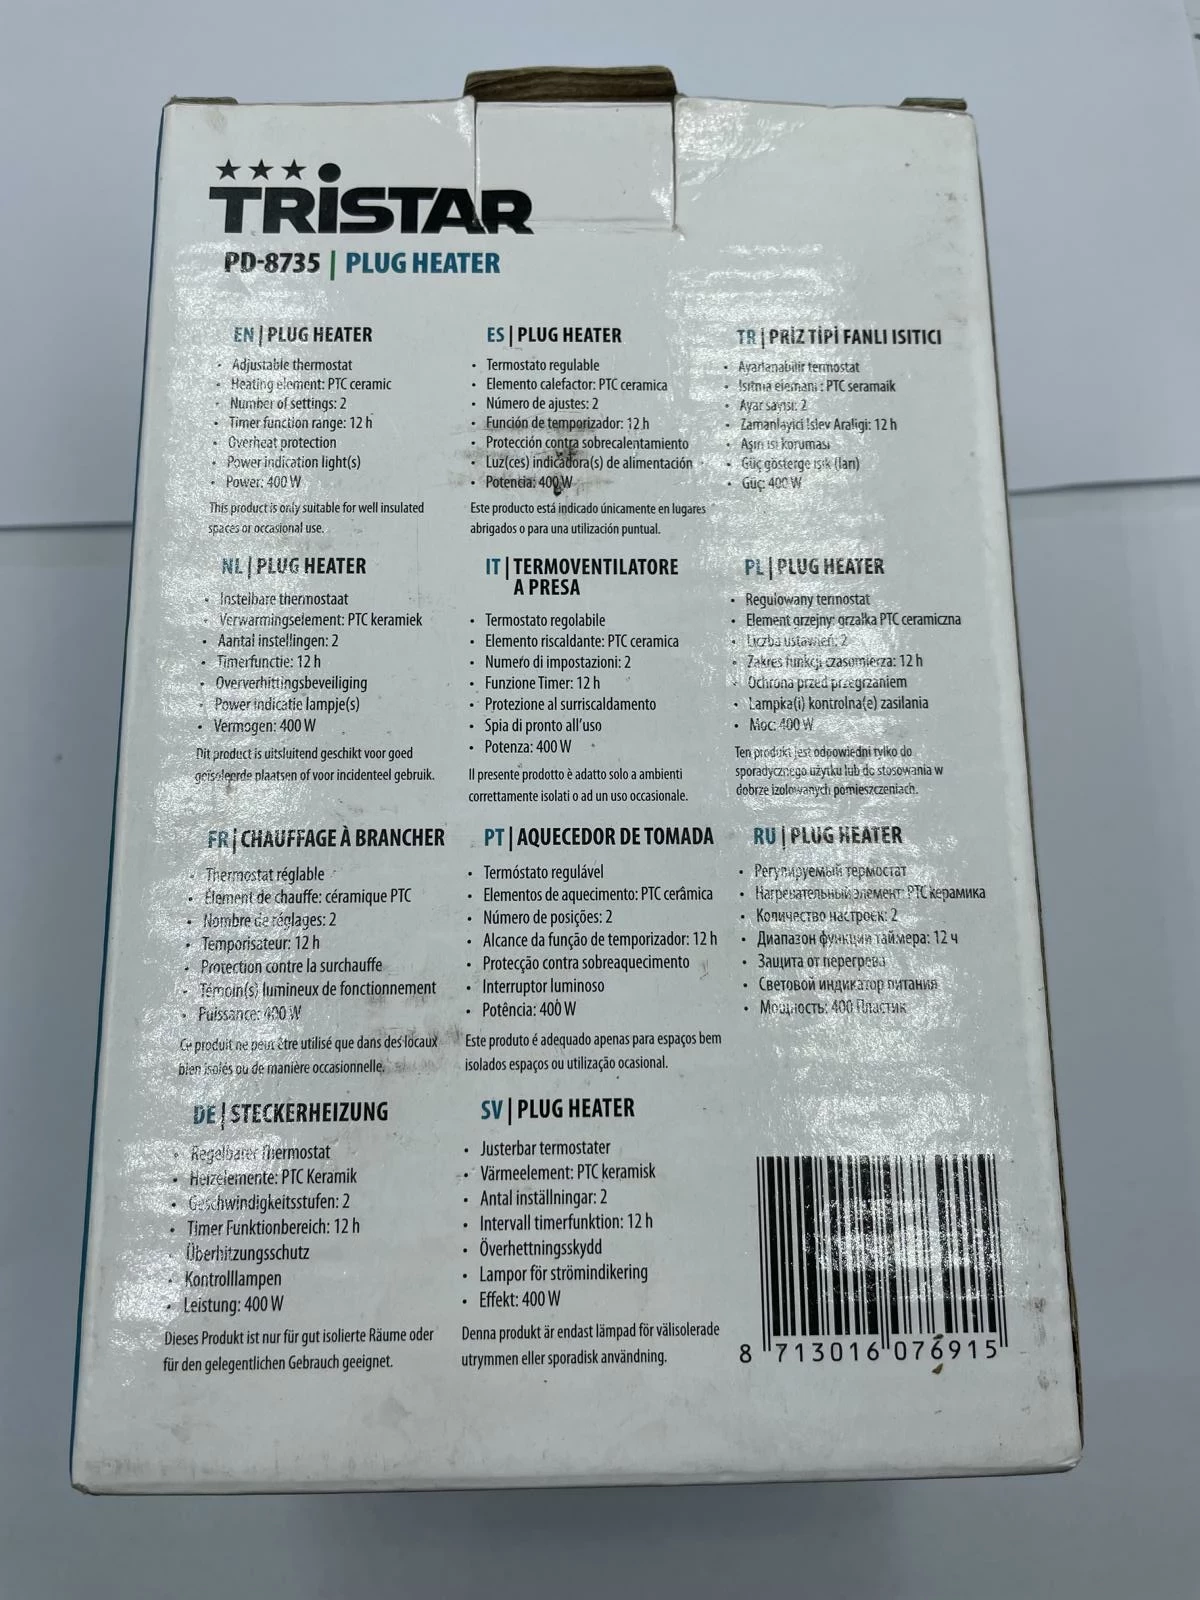 TRiSTAR
PD-8735 | PLUG HEATER
EN | PLUG HEATER
• Adjustable thermostat
• Heating element: PTC ceramic
• Number of settings: 2
• Timer function range: 12 h
• Overheat protection
• Power indication light(s)
• Power: 400 W
This product is only suitable for well insulated
spaces or occasional use.
ES | PLUG HEATER
• Termostato regulable
• Elemento calefactor: PTC ceramica
• Número de ajustes: 2
• Función de temporizador: 12 h
• Protección contra sobrecalentamiento
• Luz(ces) indicadora(s) de alimentación
• Potencia: 400 W
Este producto está indicado únicamente en lugares
abrigados o para una utilización puntual.
TR | PRİZ TİPİ FANLI ISITICI
• Ayarlanabilir termostat
• Isıtma elemanı : PTC seramaik
• Ayar sayısı: 2
• Zamanlayici Islev Araligi: 12 h
• Aşırı ısı koruması
• Güç gösterge ışık (ları)
• Güç: 400 W
NL | PLUG HEATER
• Instelbare thermostaat
• Verwarmingselement: PTC keramiek
• Aantal instellingen: 2
• Timerfunctie: 12 h
• Oververhittingsbeveiliging
• Power indicatie lampje(s)
• Vermogen: 400 W
Dit product is uitsluitend geschikt voor goed
geïsoleerde plaatsen of voor incidenteel gebruik.
IT | TERMOVENTILATORE
A PRESA
• Termostato regolabile
• Elemento riscaldante: PTC ceramica
• Numero di impostazioni: 2
• Funzione Timer: 12 h
• Protezione al surriscaldamento
• Spia di pronto all'uso
• Potenza: 400 W
Il presente prodotto è adatto solo a ambienti
correttamente isolati o ad un uso occasionale.
PL | PLUG HEATER
• Regulowany termostat
• Element grzejny: grzałka PTC ceramiczna
• Liczba ustawień: 2
• Zakres funkcji czasomierza: 12 h
• Ochrona przed przegrzaniem
• Lampka(i) kontrolna(e) zasilania
• Moc: 400 W
Ten produkt jest odpowiedni tylko do
sporadycznego użytku lub do stosowania w
dobrze izolowanych pomieszczeniach.
FR | CHAUFFAGE À BRANCHER
• Thermostat réglable
• Élement de chauffe: céramique PTC
• Nombre de réglages: 2
• Temporisateur: 12 h
• Protection contre la surchauffe
• Témoin(s) lumineux de fonctionnement
• Puissance: 400 W
Ce produit ne peut être utilisé que dans des locaux
bien isolés ou de manière occasionnelle.
PT | AQUECEDOR DE TOMADA
• Termóstato regulável
• Elementos de aquecimento: PTC cerâmica
• Número de posições: 2
• Alcance da função de temporizador: 12 h
• Protecção contra sobreaquecimento
• Interruptor luminoso
• Potência: 400 W
Este produto é adequado apenas para espaços bem
isolados espaços ou utilização ocasional.
RU | PLUG HEATER
• Регулируемый термостат
• Нагревательный элемент: PTC керамика
• Количество настроек: 2
• Диапазон функции таймера: 12 ч
• Защита от перегрева
• Световой индикатор питания
• Мощность: 400 Пластик
DE | STECKERHEIZUNG
• Regelbarer Thermostat
• Heizelemente: PTC Keramik
• Geschwindigkeitsstufen: 2
• Timer Funktionbereich: 12 h
• Überhitzungsschutz
• Kontrolllampen
• Leistung: 400 W
Dieses Produkt ist nur für gut isolierte Räume oder
für den gelegentlichen Gebrauch geeignet.
SV | PLUG HEATER
• Justerbar termostater
• Värmeelement: PTC keramisk
• Antal inställningar: 2
• Intervall timerfunktion: 12 h
• Överhettningsskydd
• Lampor för strömindikering
• Effekt: 400 W
Denna produkt är endast lämpad för välisolerade
utrymmen eller sporadisk användning.
8 713016 076915